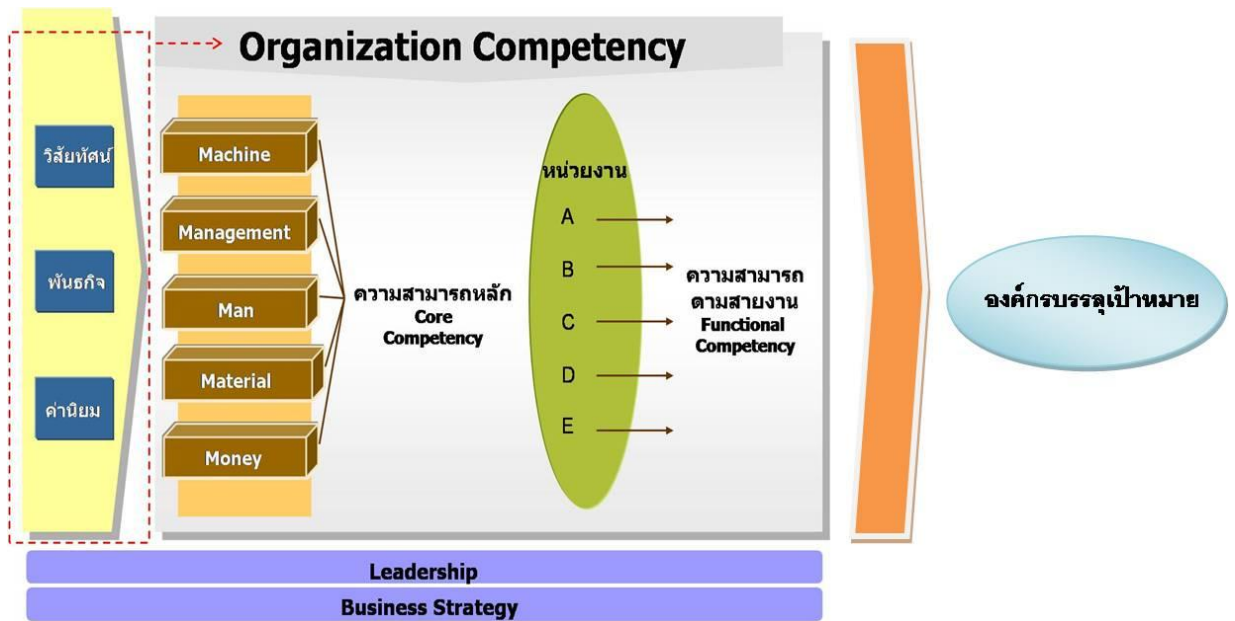 Organization Competency
วิสัยทัศน์
พันธกิจ
ค่านิยม
Machine
Management
Man
Material
Money
ความสามารถหลัก
Core
Competency
หน่วยงาน
A
B
C
D
E
ความสามารถ
ตามสายงาน
Functional
Competency
องค์กรบรรลุเป้าหมาย
Leadership
Business Strategy